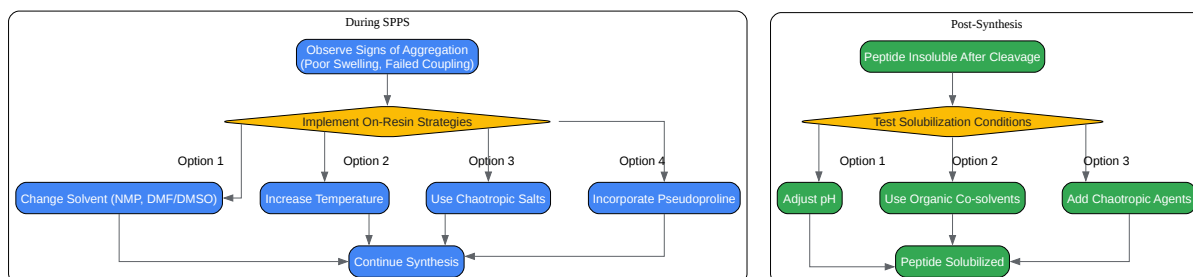 During SPPS
Observe Signs of Aggregation
(Poor Swelling, Failed Coupling)
Implement On-Resin Strategies
Option 1
Option 2
Option 3
Option 4
Change Solvent (NMP, DMF/DMSO)
Increase Temperature
Use Chaotropic Salts
Incorporate Pseudoproline
Continue Synthesis
Post-Synthesis
Peptide Insoluble After Cleavage
Test Solubilization Conditions
Option 1
Option 2
Option 3
Adjust pH
Use Organic Co-solvents
Add Chaotropic Agents
Peptide Solubilized